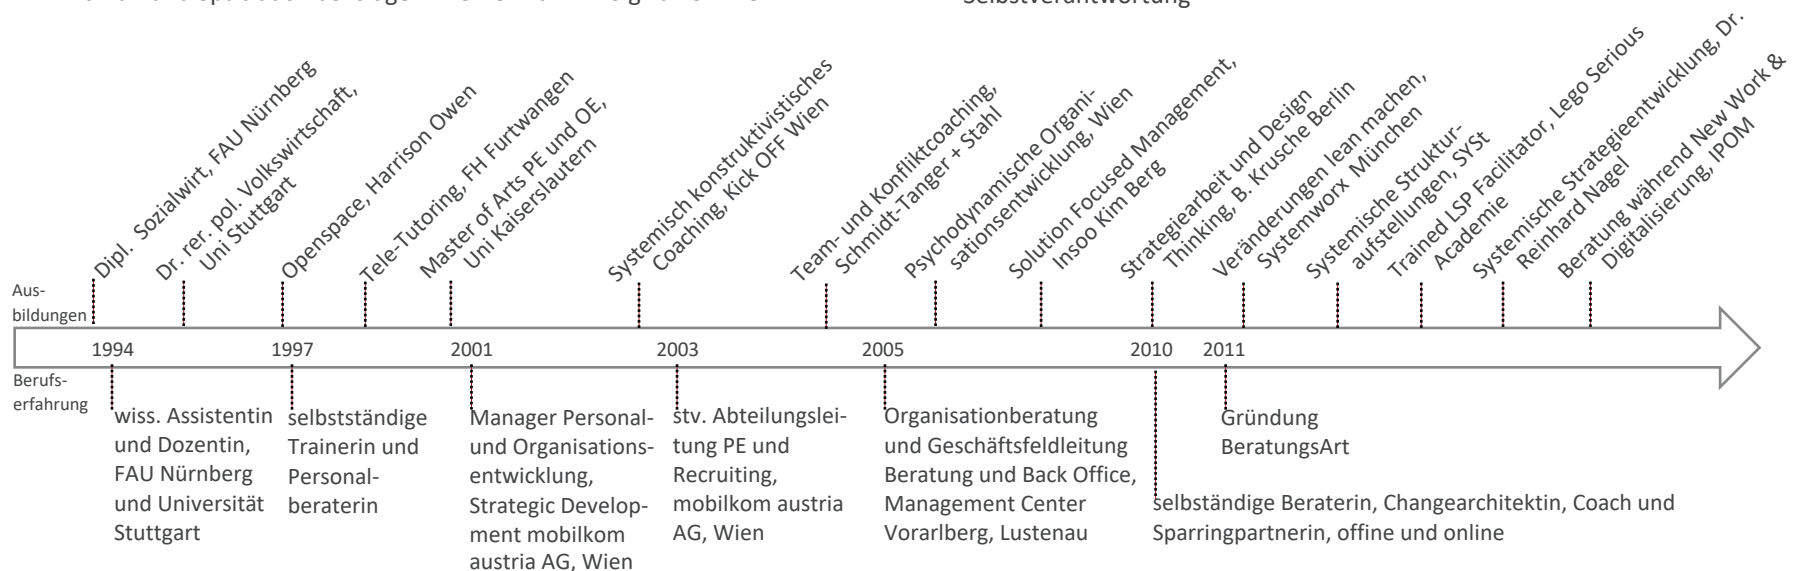 Selbstverantwortung
Dipl. Sozialwirt, FAU Nürnberg
Dr. rer. pol. Volkswirtschaft,
Uni Stuttgart
Openspace, Harrison Owen
Tele-Tutoring, FH Furtwangen
Master of Arts PE und OE,
Uni Kaiserslautern
Systemisch konstruktivistisches
Coaching, Kick OFF Wien
Team- und Konfliktcoaching,
Schmidt-Tanger + Stahl
Psychodynamische Organi-
sationsentwicklung, Wien
Solution Focused Management,
Insoo Kim Berg
Strategiearbeit und Design
Thinking, B. Krusche Berlin
Veränderungen lean machen,
Systemworx München
Systemische Struktur-
aufstellungen, SYSt
Trained LSP Facilitator, Lego Serious
Academie
Systemische Strategieentwicklung, Dr.
Reinhard Nagel
Beratung während New Work &
Digitalisierung, IPOM
Aus-
bildungen
1994
1997
2001
2003
2005
2010
2011
Berufs-
erfahrung
wiss. Assistentin
und Dozentin,
FAU Nürnberg
und Universität
Stuttgart
selbstständige
Trainerin und
Personal-
beraterin
Manager Personal-
und Organisations-
entwicklung,
Strategic Develop-
ment mobilkom
austria AG, Wien
stv. Abteilungslei-
tung PE und
Recruiting,
mobilkom austria
AG, Wien
Organisationberatung
und Geschäftsfeldleitung
Beratung und Back Office,
Management Center
Vorarlberg, Lustenau
Gründung
BeratungsArt
selbständige Beraterin, Changearchitektin, Coach und
Sparringpartnerin, offine und online